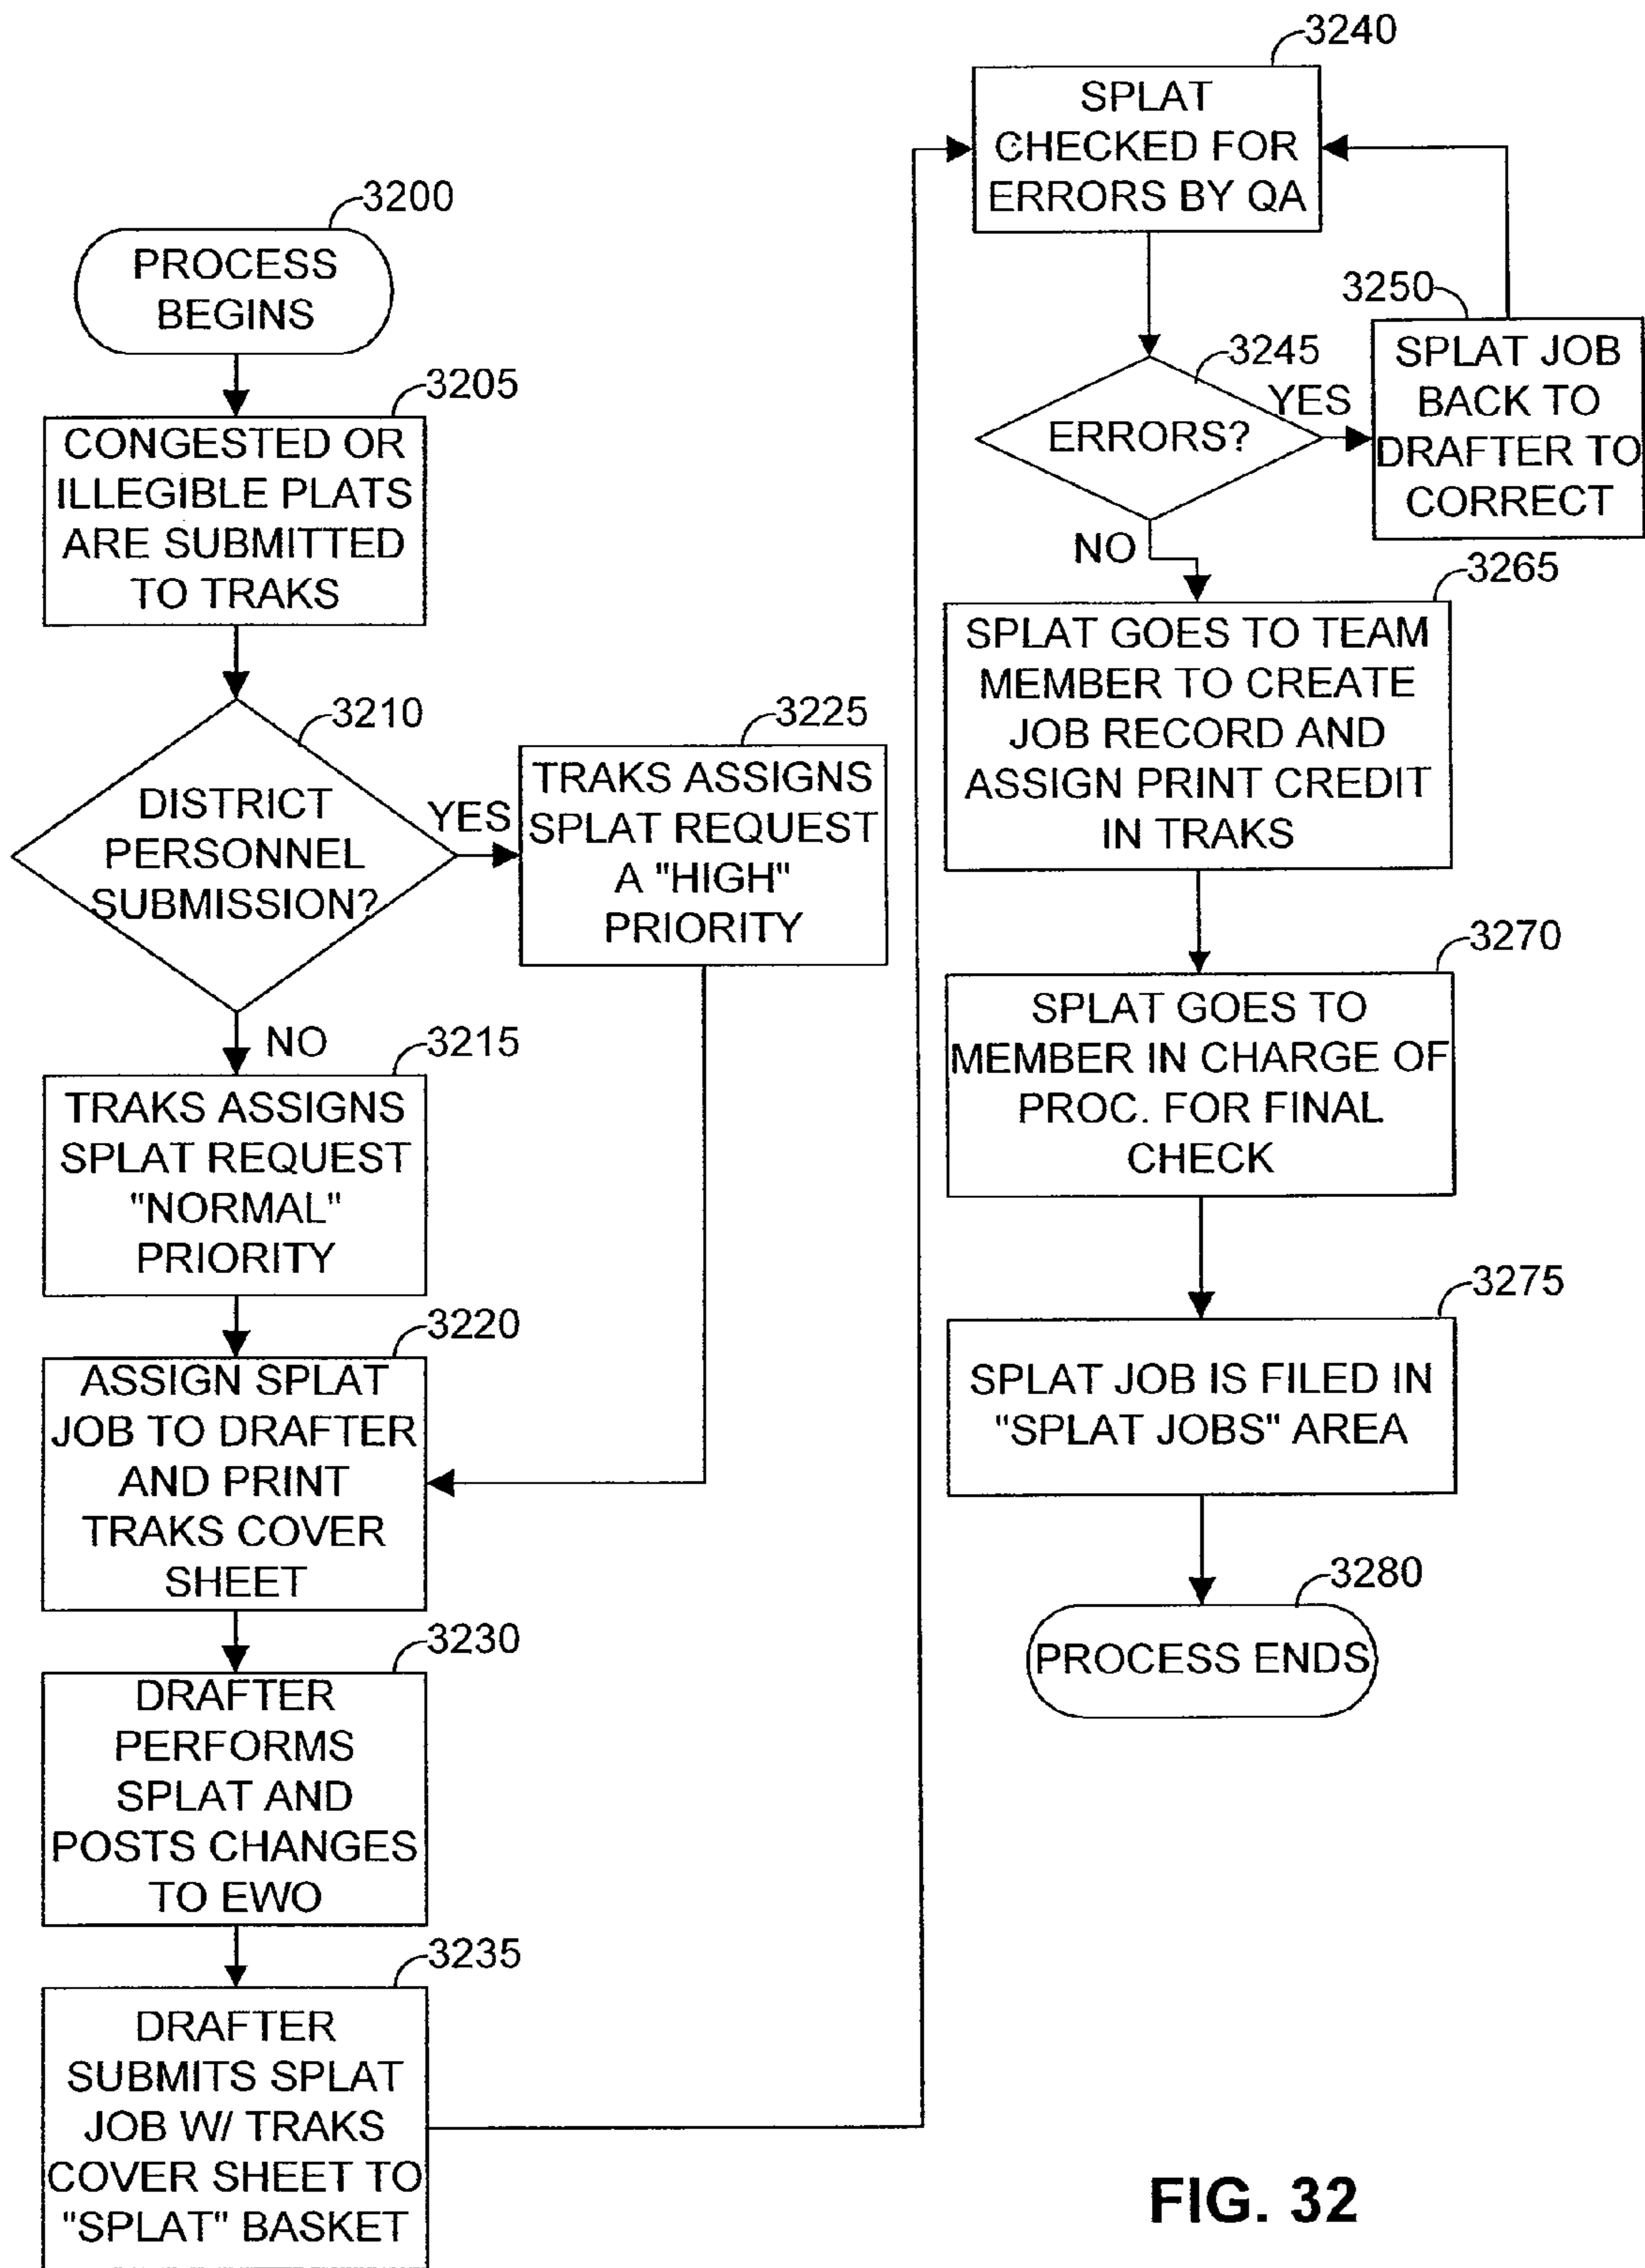 3200
PROCESS
BEGINS
3205
CONGESTED OR
ILLEGIBLE PLATS
ARE SUBMITTED
TO TRAKS
3210
DISTRICT
PERSONNEL
SUBMISSION?
YES
3225
TRAKS ASSIGNS
SPLAT REQUEST
A "HIGH"
PRIORITY
NO
3215
TRAKS ASSIGNS
SPLAT REQUEST
"NORMAL"
PRIORITY
3220
ASSIGN SPLAT
JOB TO DRAFTER
AND PRINT
TRAKS COVER
SHEET
3230
DRAFTER
PERFORMS
SPLAT AND
POSTS CHANGES
TO EWO
3235
DRAFTER
SUBMITS SPLAT
JOB W/ TRAKS
COVER SHEET TO
"SPLAT" BASKET
3240
SPLAT
CHECKED FOR
ERRORS BY QA
3245
ERRORS?
YES
3250
SPLAT JOB
BACK TO
DRAFTER TO
CORRECT
NO
3265
SPLAT GOES TO TEAM
MEMBER TO CREATE
JOB RECORD AND
ASSIGN PRINT CREDIT
IN TRAKS
3270
SPLAT GOES TO
MEMBER IN CHARGE OF
PROC. FOR FINAL
CHECK
3275
SPLAT JOB IS FILED IN
"SPLAT JOBS" AREA
3280
PROCESS ENDS
FIG. 32